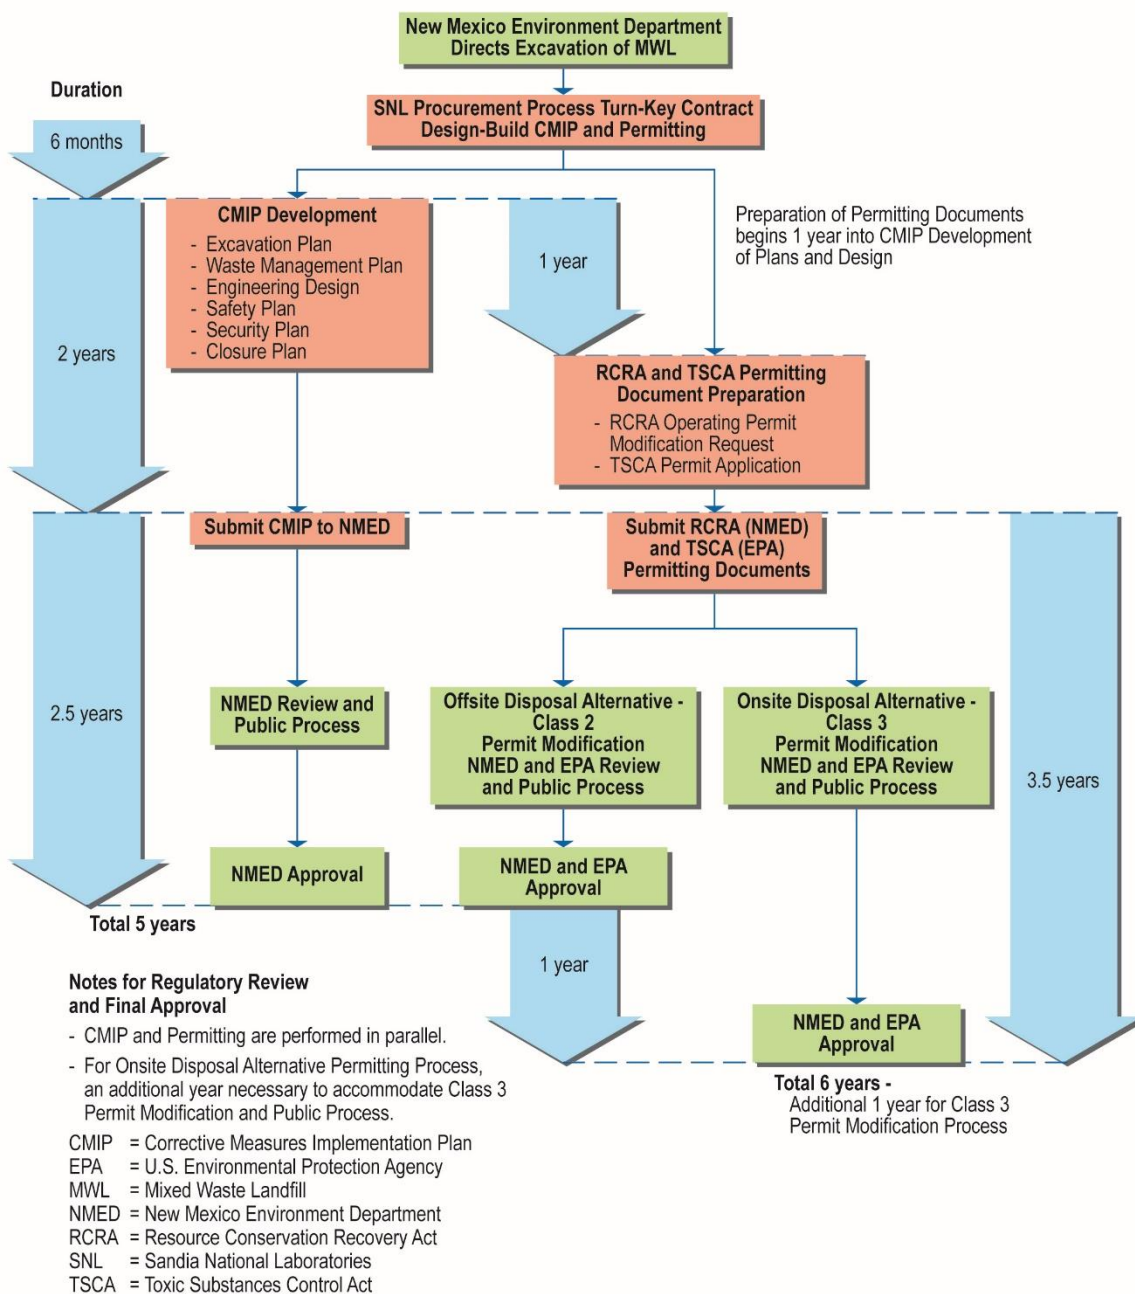 New Mexico Environment Department
Directs Excavation of MWL
Duration
SNL Procurement Process Turn-Key Contract
Design-Build CMIP and Permitting
6 months
CMIP Development
- Excavation Plan
- Waste Management Plan
- Engineering Design
- Safety Plan
- Security Plan
- Closure Plan
1 year
Preparation of Permitting Documents
begins 1 year into CMIP Development
of Plans and Design
2 years
RCRA and TSCA Permitting
Document Preparation
- RCRA Operating Permit
Modification Request
- TSCA Permit Application
Submit CMIP to NMED
Submit RCRA (NMED)
and TSCA (EPA)
Permitting Documents
2.5 years
NMED Review and
Public Process
Offsite Disposal Alternative -
Class 2
Permit Modification
NMED and EPA Review
and Public Process
Onsite Disposal Alternative -
Class 3
Permit Modification
NMED and EPA Review
and Public Process
3.5 years
NMED Approval
NMED and EPA
Approval
Total 5 years
1 year
NMED and EPA
Approval
Total 6 years -
Additional 1 year for Class 3
Permit Modification Process
Notes for Regulatory Review
and Final Approval
- CMIP and Permitting are performed in parallel.
- For Onsite Disposal Alternative Permitting Process,
an additional year necessary to accommodate Class 3
Permit Modification and Public Process.
CMIP = Corrective Measures Implementation Plan
EPA = U.S. Environmental Protection Agency
MWL = Mixed Waste Landfill
NMED = New Mexico Environment Department
RCRA = Resource Conservation Recovery Act
SNL = Sandia National Laboratories
TSCA = Toxic Substances Control Act